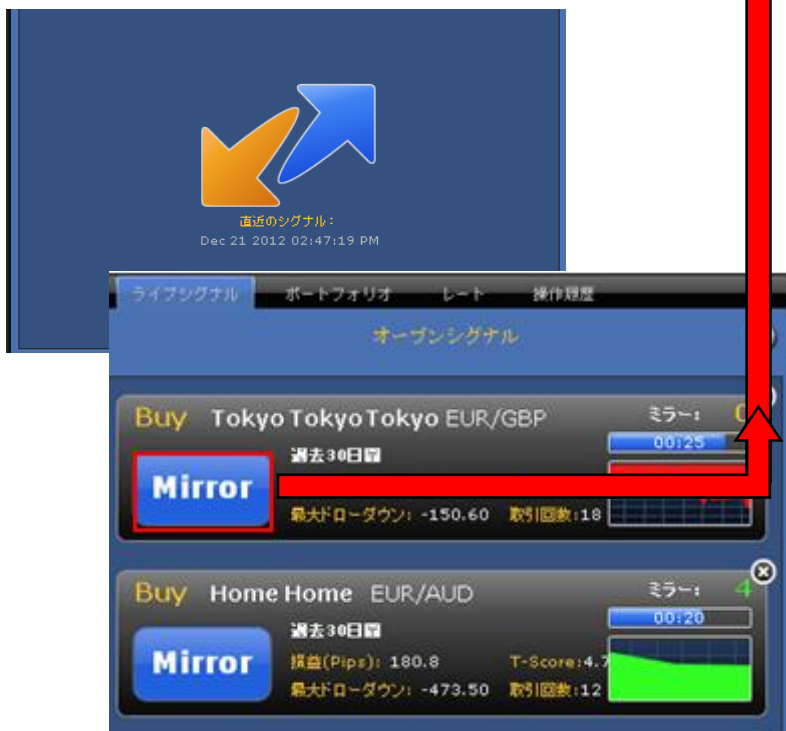 直近のシグナル：
Dec 21 2012 02:47:19 PM
ライブシグナル ポートフォリオ レート 操作履歴
オープンシグナル
Buy Tokyo Tokyo Tokyo EUR/GBP ミラー:
00:25
過去30日間
Mirror
最大ドローダウン: -150.60 取引回数:18
Buy Home Home EUR/AUD ミラー: 4
00:20
過去30日間
Mirror
損益(Pips): 180.8 T-Score:4.7
最大ドローダウン: -473.50 取引回数:12